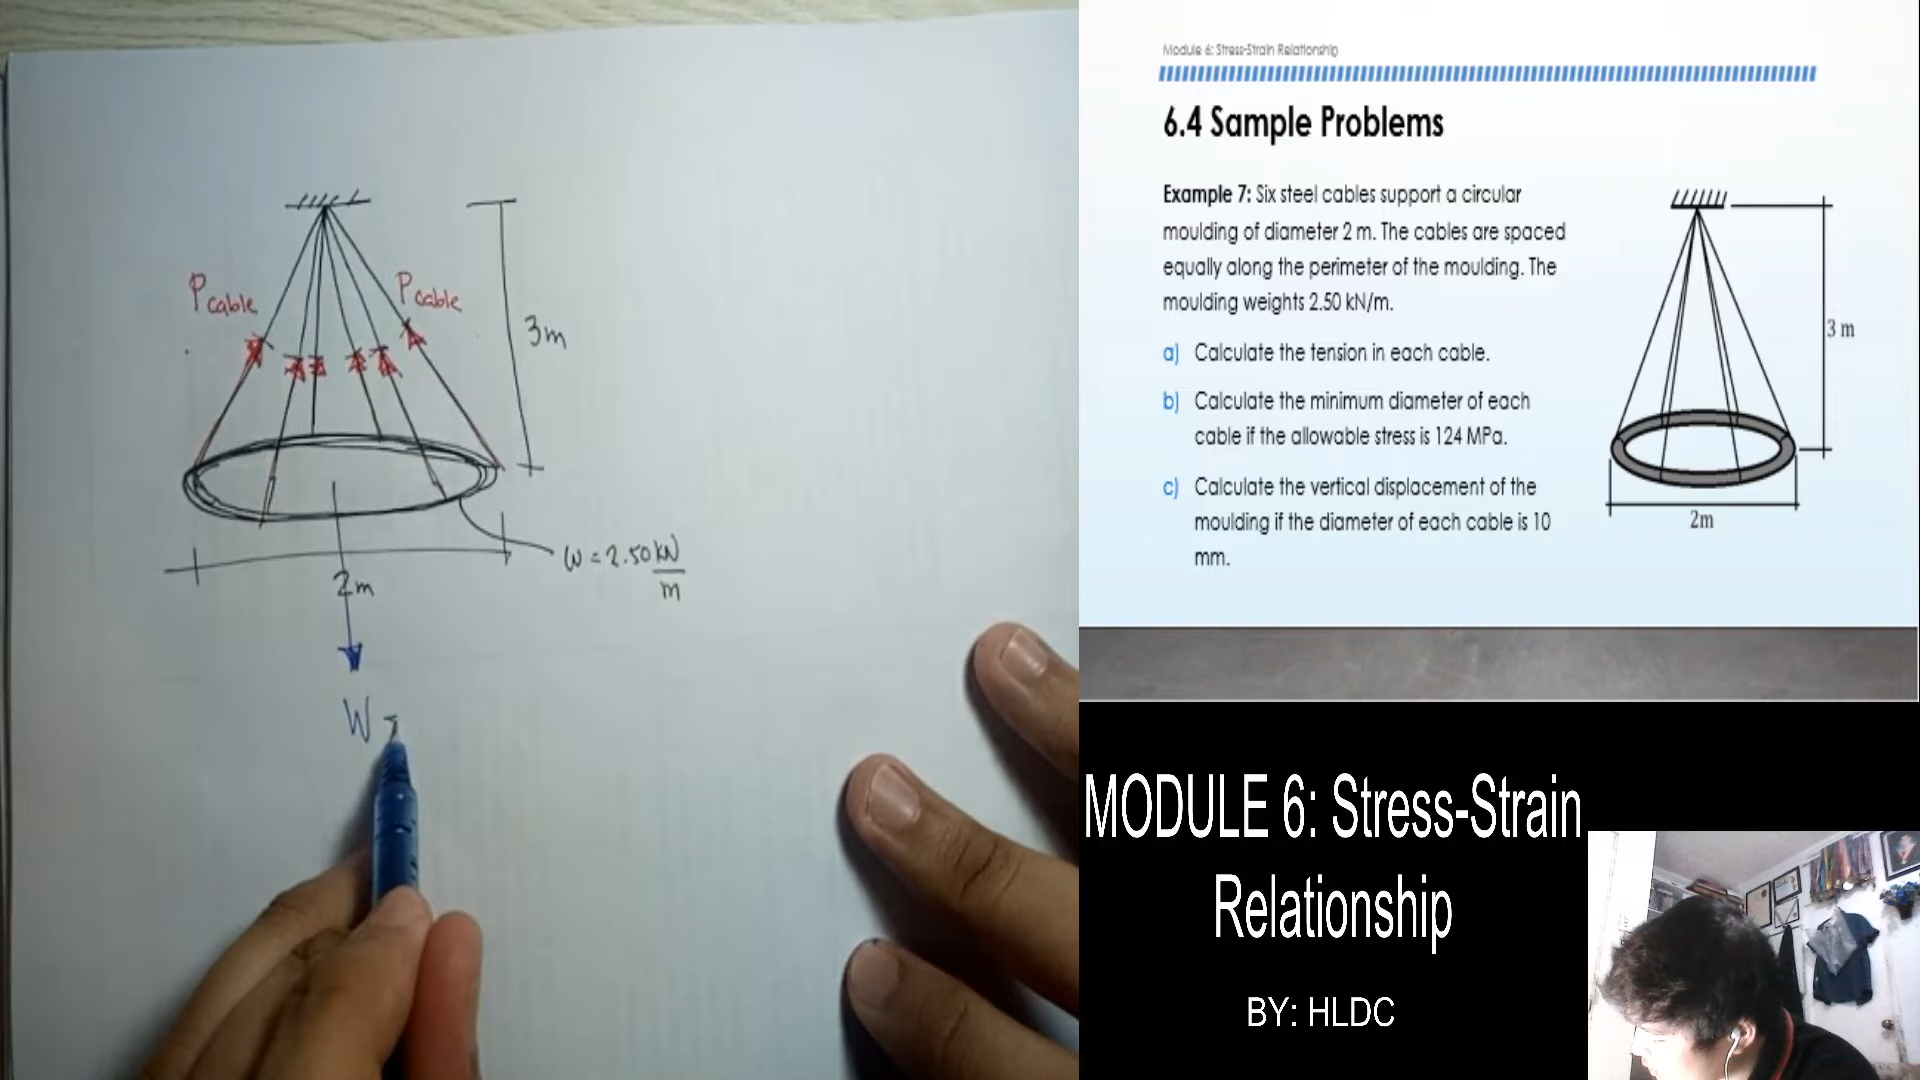 Pcable
Pcable
3m
2m
W = 2.50 kN/m
W =
Module 6: Stress-Strain Relationship
6.4 Sample Problems
Example 7: Six steel cables support a circular
moulding of diameter 2 m. The cables are spaced
equally along the perimeter of the moulding. The
moulding weights 2.50 kN/m.
a) Calculate the tension in each cable.
b) Calculate the minimum diameter of each
cable if the allowable stress is 124 MPa.
c) Calculate the vertical displacement of the
moulding if the diameter of each cable is 10
mm.
3 m
2m
MODULE 6: Stress-Strain
Relationship
BY: HLDC